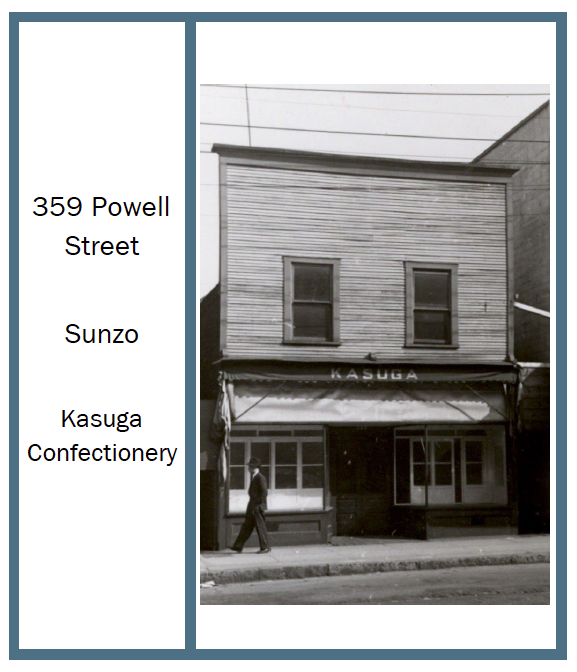 359 Powell
Street
Sunzo
Kasuga
Confectionery
KASUGA